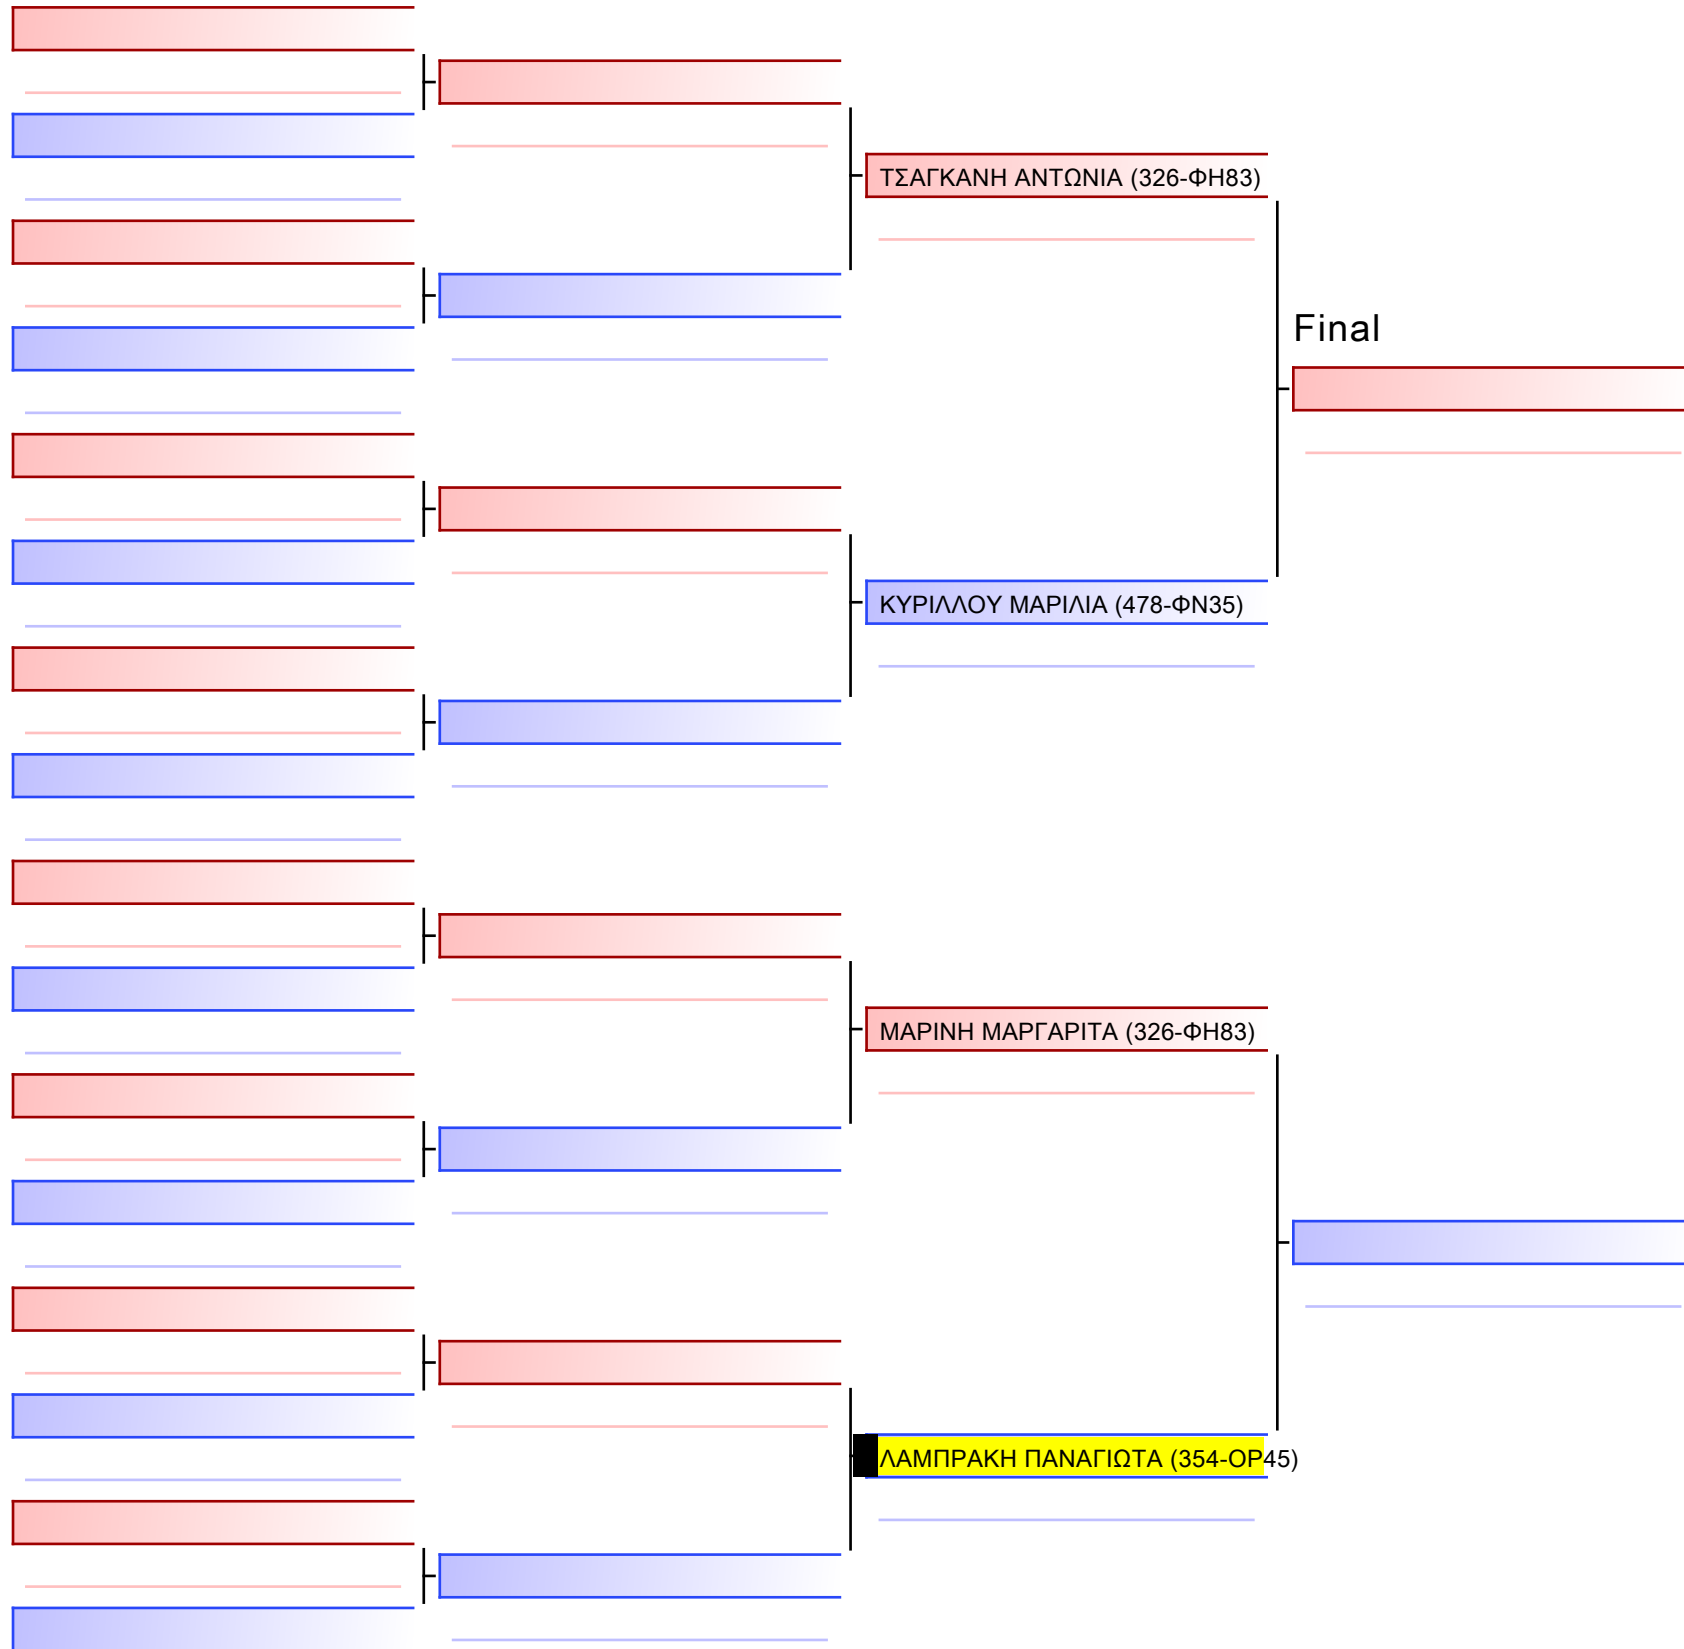 ΤΣΑΓΚΑΝΗ ΑΝΤΩΝΙΑ (326-ΦΗ83)
Final
ΚΥΡΙΛΛΟΥ ΜΑΡΙΛΙΑ (478-ΦΝ35)
ΜΑΡΙΝΗ ΜΑΡΓΑΡΙΤΑ (326-ΦΗ83)
ΛΑΜΠΡΑΚΗ ΠΑΝΑΓΙΩΤΑ (354-ΟΡ45)